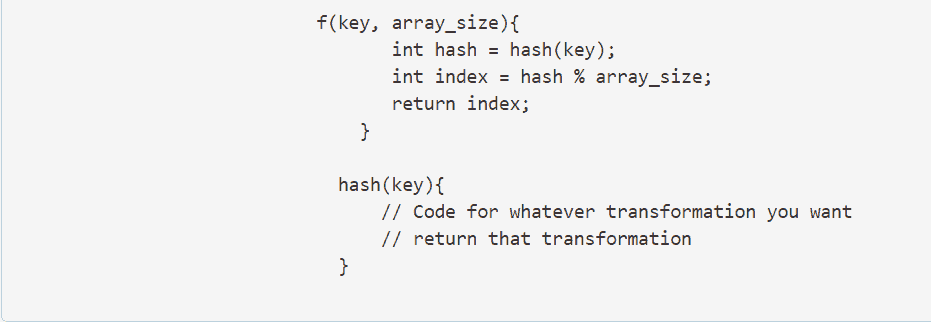 f(key, array_size){
int hash = hash(key);
int index = hash % array_size;
return index;
}
hash(key){
// Code for whatever transformation you want
// return that transformation
}